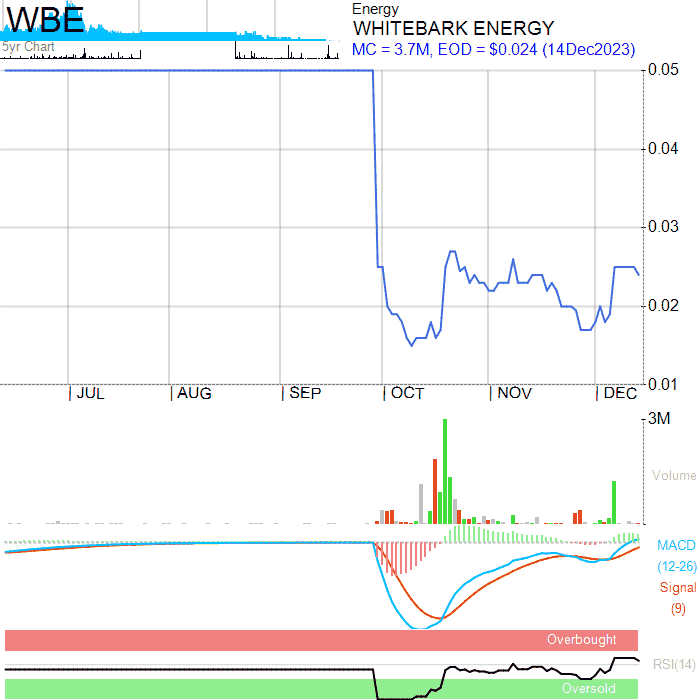 WBE
5yr Chart
Energy
WHITEBARK ENERGY
MC = 3.7M, EOD = $0.024 (14Dec2023)
0.05
0.04
0.03
0.02
0.01
JUL
AUG
SEP
OCT
NOV
DEC
3M
Volume
MACD
(12-26)
Signal
(9)
Overbought
RSI(14)
Oversold